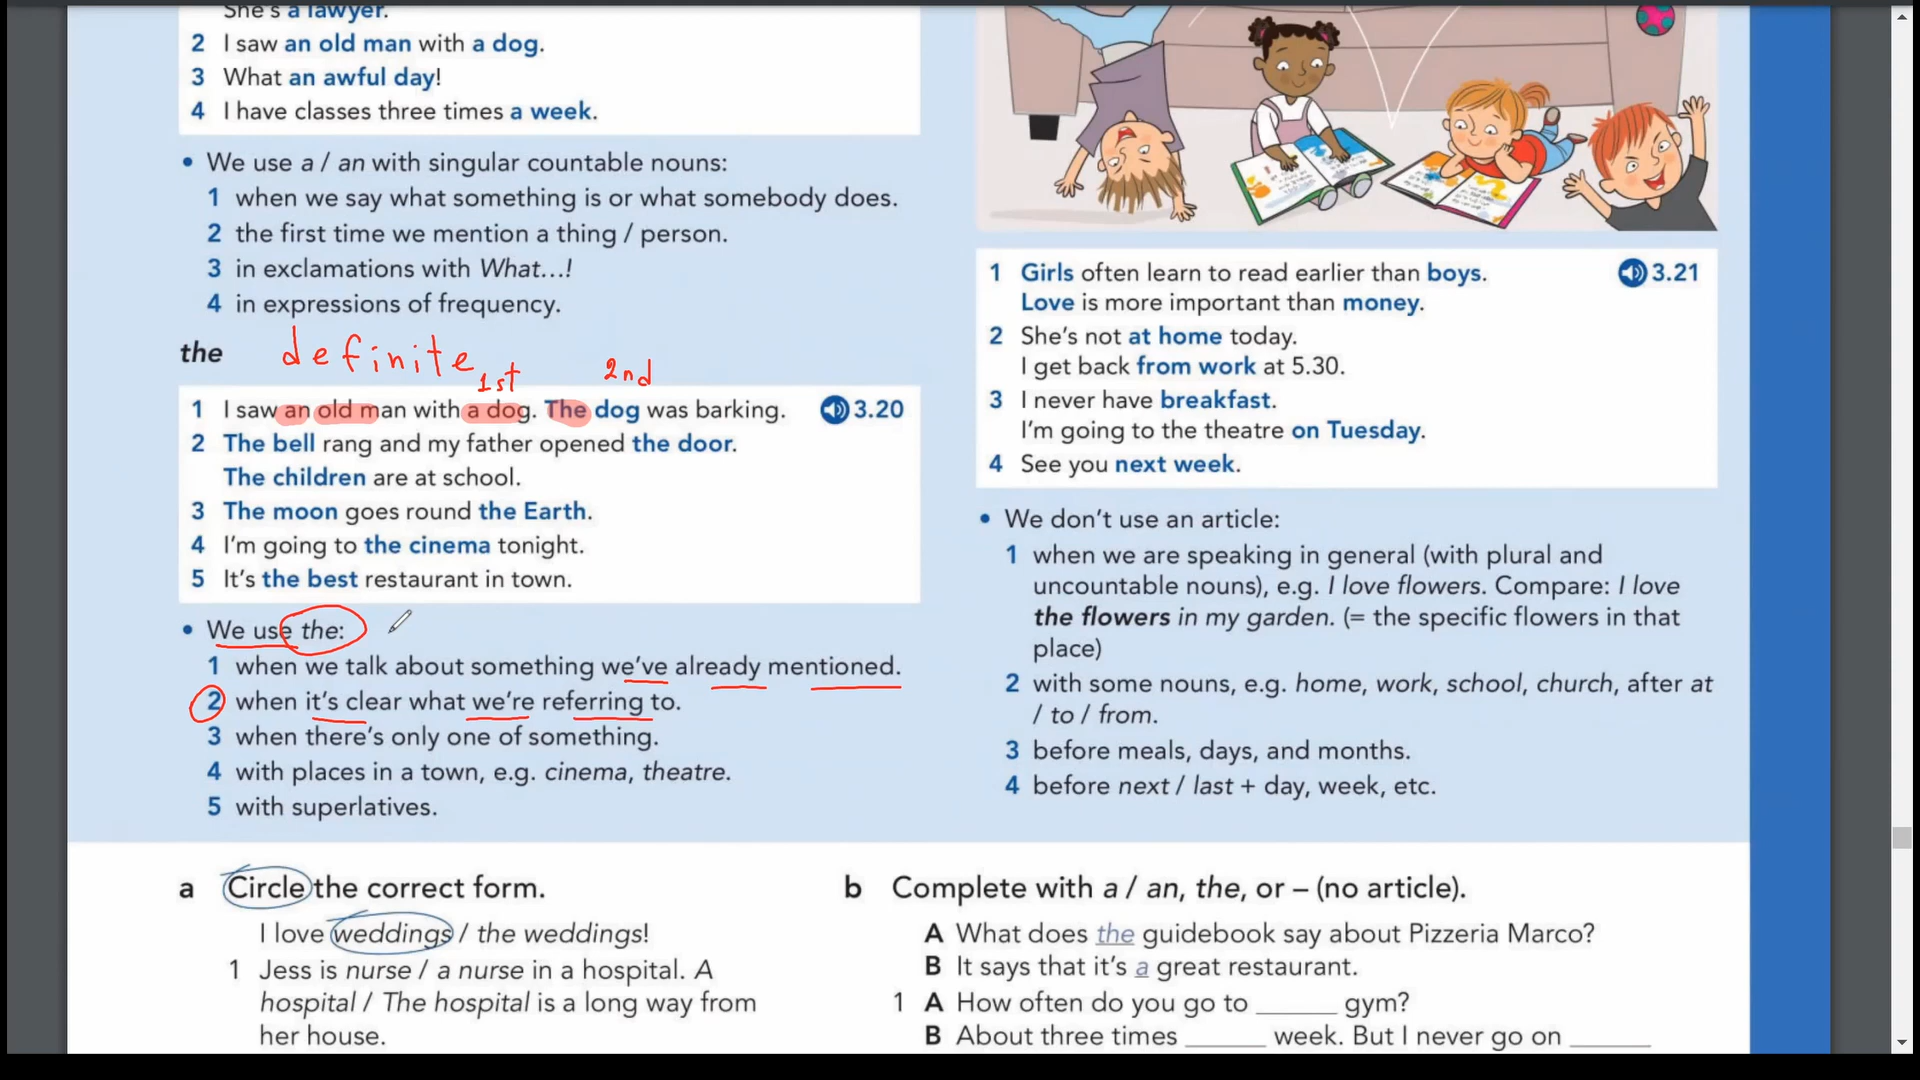 She's a lawyer.
2 I saw an old man with a dog.
3 What an awful day!
4 I have classes three times a week.
• We use a / an with singular countable nouns:
1 when we say what something is or what somebody does.
2 the first time we mention a thing / person.
3 in exclamations with What...!
4 in expressions of frequency.
the definite 1st 2nd
1 I saw an old man with a dog. The dog was barking. 3.20
2 The bell rang and my father opened the door.
The children are at school.
3 The moon goes round the Earth.
4 I'm going to the cinema tonight.
5 It's the best restaurant in town.
• We use the:
1 when we talk about something we've already mentioned.
2 when it's clear what we're referring to.
3 when there's only one of something.
4 with places in a town, e.g. cinema, theatre.
5 with superlatives.
1 Girls often learn to read earlier than boys. 3.21
Love is more important than money.
2 She's not at home today.
I get back from work at 5.30.
3 I never have breakfast.
I'm going to the theatre on Tuesday.
4 See you next week.
• We don't use an article:
1 when we are speaking in general (with plural and
uncountable nouns), e.g. I love flowers. Compare: I love
the flowers in my garden. (= the specific flowers in that
place)
2 with some nouns, e.g. home, work, school, church, after at
/ to / from.
3 before meals, days, and months.
4 before next / last + day, week, etc.
a Circle the correct form.
I love weddings / the weddings!
1 Jess is nurse / a nurse in a hospital. A
hospital / The hospital is a long way from
her house.
b Complete with a / an, the, or – (no article).
A What does the guidebook say about Pizzeria Marco?
B It says that it's a great restaurant.
1 A How often do you go to ______ gym?
B About three times ______ week. But I never go on ______